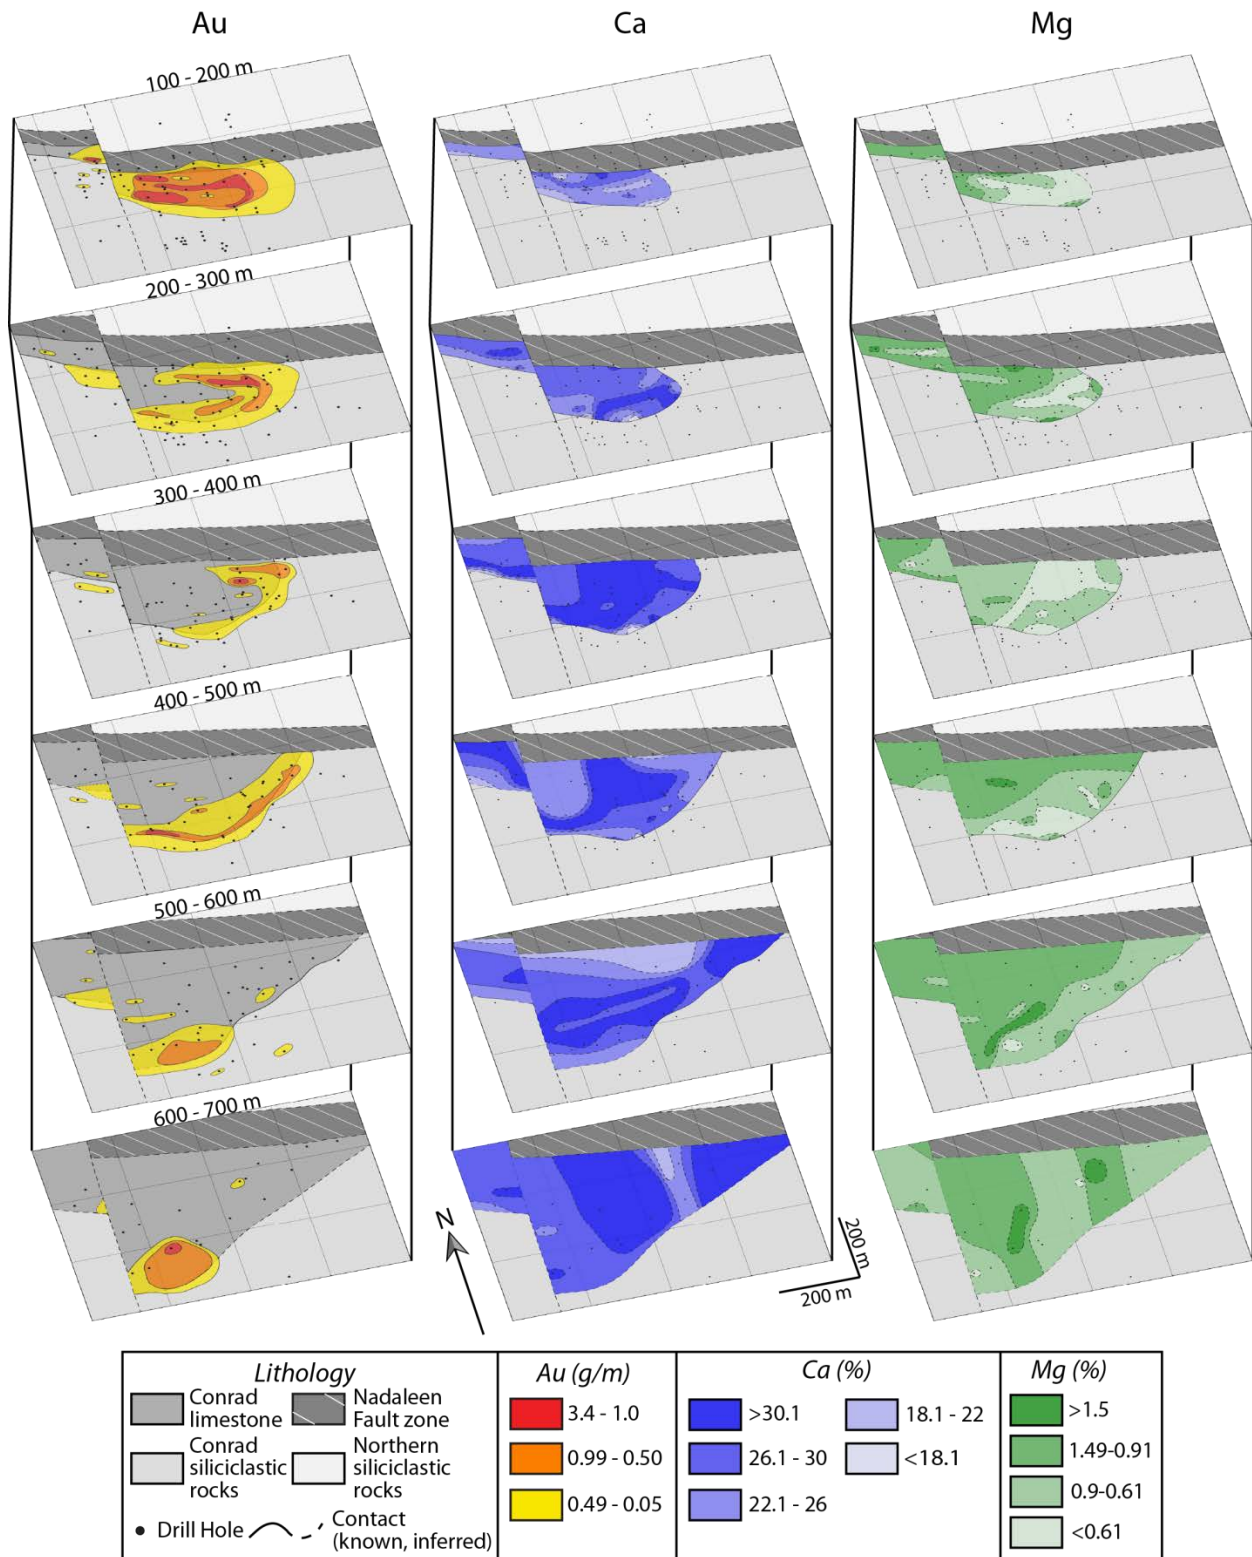 Au
Ca
Mg
100 - 200 m
200 - 300 m
300 - 400 m
400 - 500 m
500 - 600 m
600 - 700 m
N
200 m
200 m
Lithology
Conrad
limestone
Nadaleen
Fault zone
Conrad
siliciclastic
rocks
Northern
siliciclastic
rocks
Drill Hole
Contact
(known, inferred)
Au (g/m)
3.4 - 1.0
0.99 - 0.50
0.49 - 0.05
Ca (%)
>30.1
26.1 - 30
22.1 - 26
18.1 - 22
<18.1
Mg (%)
>1.5
1.49-0.91
0.9-0.61
<0.61